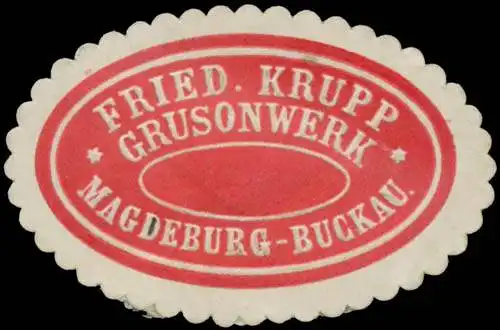 FRIED. KRUPP
GRUSONWERK
MAGDEBURG-BUCKAU.